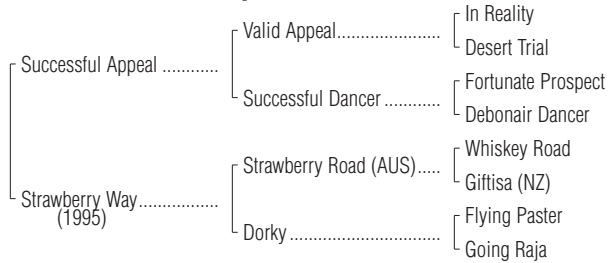 In Reality
Valid Appeal..................
Desert Trial
Successful Appeal ............
Fortunate Prospect
Successful Dancer ............
Debonair Dancer
Whiskey Road
Strawberry Road (AUS).....
Giftisa (NZ)
Strawberry Way.................
(1995)
Flying Paster
Dorky ................................
Going Raja